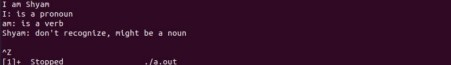 I am Shyam
I: is a pronoun
am: is a verb
Shyam: don't recognize, might be a noun
^Z
[1]+  Stopped                 ./a.out